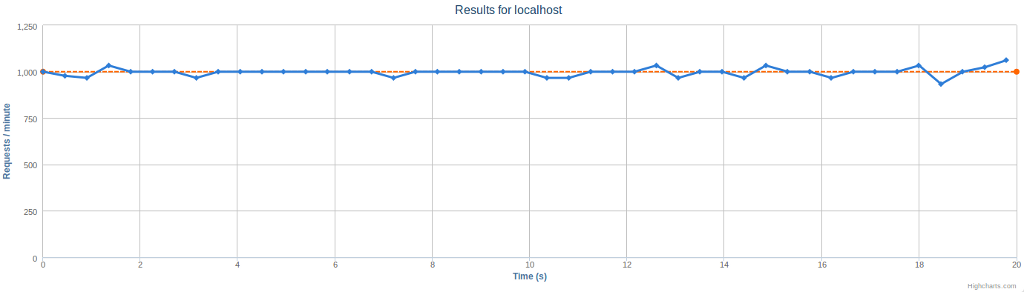 Results for localhost
1,250
1,000
750
500
250
0
Requests / minute
0 2 4 6 8 10 12 14 16 18 20
Time (s)
Highcharts.com